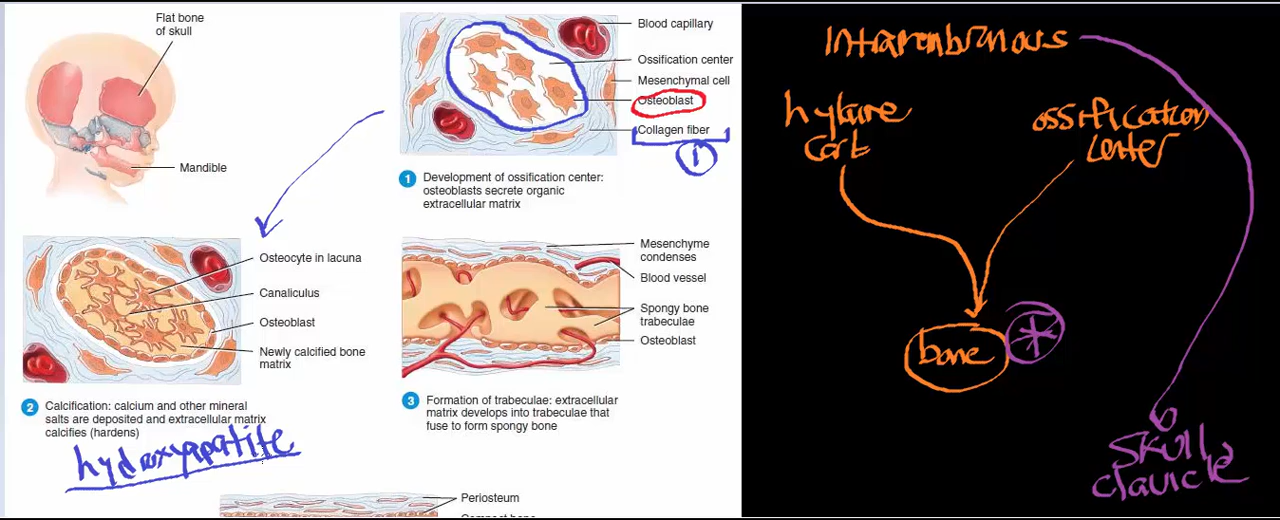 Flat bone
of skull
Mandible
Blood capillary
Ossification center
Mesenchymal cell
Osteoblast
Collagen fiber
1
1 Development of ossification center:
osteoblasts secrete organic
extracellular matrix
Osteocyte in lacuna
Canaliculus
Osteoblast
Newly calcified bone
matrix
2 Calcification: calcium and other mineral
salts are deposited and extracellular matrix
calcifies (hardens)
hydroxyapatite
Mesenchyme
condenses
Blood vessel
Spongy bone
trabeculae
Osteoblast
3 Formation of trabeculae: extracellular
matrix develops into trabeculae that
fuse to form spongy bone
Periosteum
Compact bone
Intramembranous
cart
ossification
center
bone
skull
clavicle